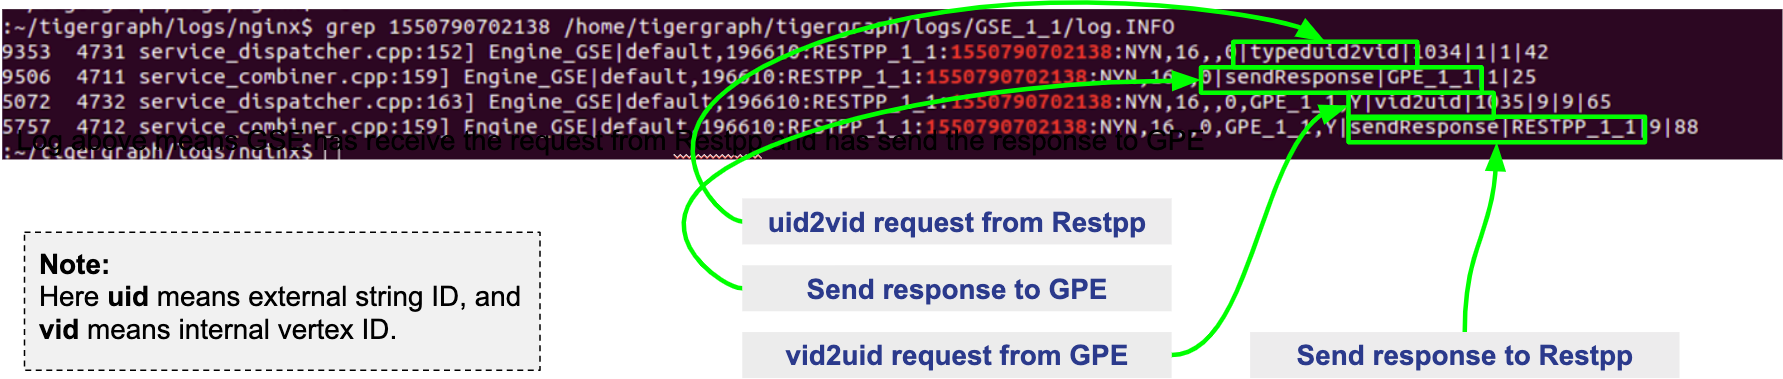 :~/tigergraph/logs/nginx$ grep 1550790702138 /home/tigergraph/tigergraph/logs/GSE_1_1/log.INFO
9353 4731 service_dispatcher.cpp:152] Engine_GSE|default,196610:RESTPP_1_1:1550790702138:NYN,16,,0|typeduid2vid|1034|1|1|42
9506 4711 service_combiner.cpp:159] Engine_GSE|default,196610:RESTPP_1_1:1550790702138:NYN,16,,0|sendResponse|GPE_1_1|1|25
5072 4732 service_dispatcher.cpp:163] Engine_GSE|default,196610:RESTPP_1_1:1550790702138:NYN,16,,0,GPE_1_1,Y|vid2uid|1035|9|9|65
5757 4712 service_combiner.cpp:159] Engine_GSE|default,196610:RESTPP_1_1:1550790702138:NYN,16,,0,GPE_1_1,Y|sendResponse|RESTPP_1_1|9|88
Log above means GSE has receive the request from Restpp and has send the response to GPE
:~/tigergraph/logs/nginx$
uid2vid request from Restpp
Note:
Here uid means external string ID, and
vid means internal vertex ID.
Send response to GPE
vid2uid request from GPE
Send response to Restpp